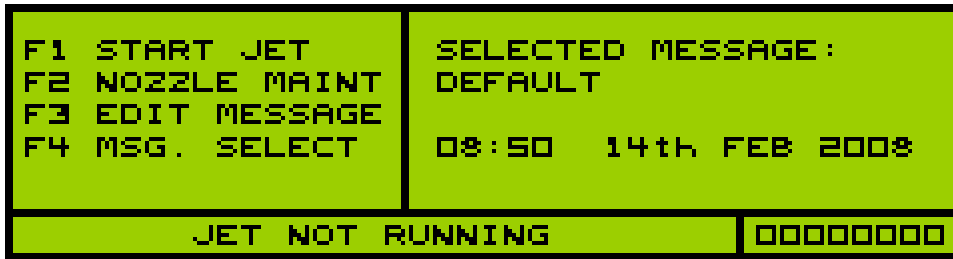 F1 START JET
F2 NOZZLE MAINT
F3 EDIT MESSAGE
F4 MSG. SELECT
SELECTED MESSAGE:
DEFAULT
08:50 14th FEB 2008
JET NOT RUNNING
00000000